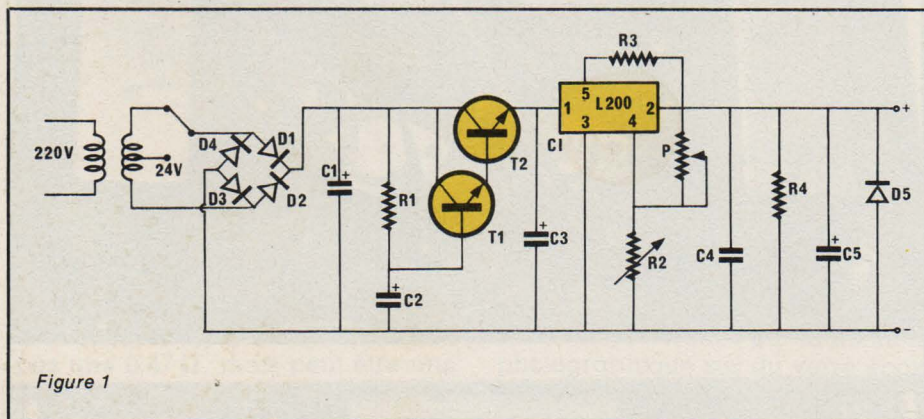 R3
5
1 L200 2
3 4
CI
220V
24V
D4
D1
D3
D2
C1
+
R1
T2
T1
C2
+
C3
+
P
R2
C4
R4
C5
+
D5
+
-
Figure 1